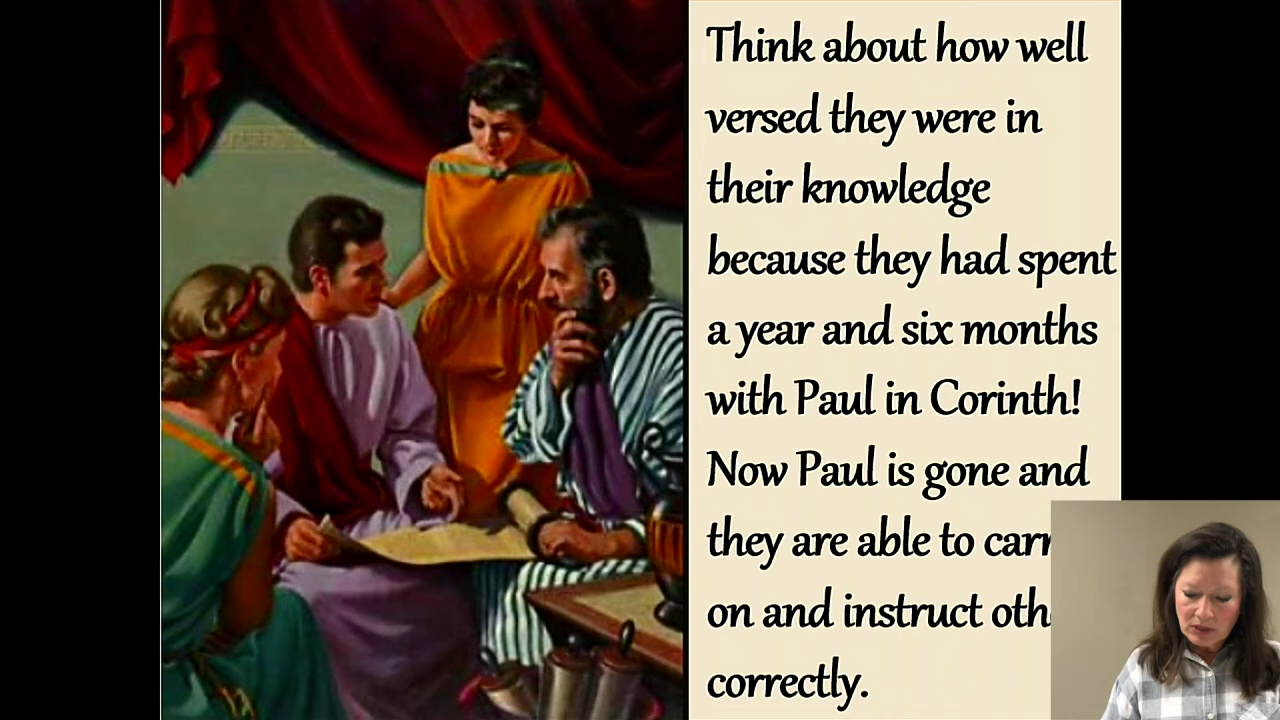 Think about how well
versed they were in
their knowledge
because they had spent
a year and six months
with Paul in Corinth!
Now Paul is gone and
they are able to
on and instruct
correctly.